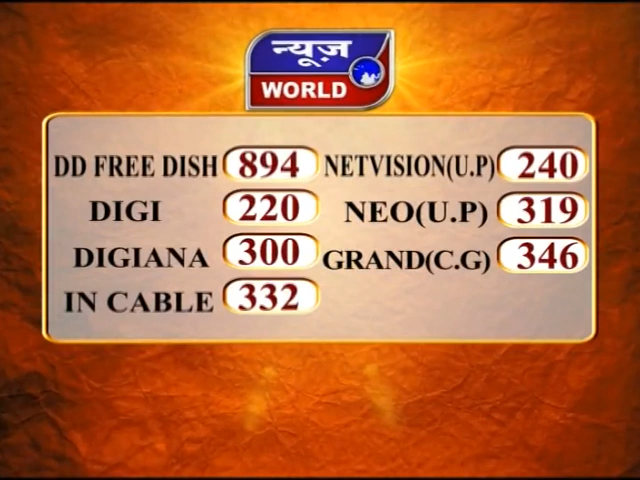 न्यूज़
WORLD
DD FREE DISH 894 NETVISION(U.P) 240
DIGI 220 NEO(U.P) 319
DIGIANA 300 GRAND(C.G) 346
IN CABLE 332